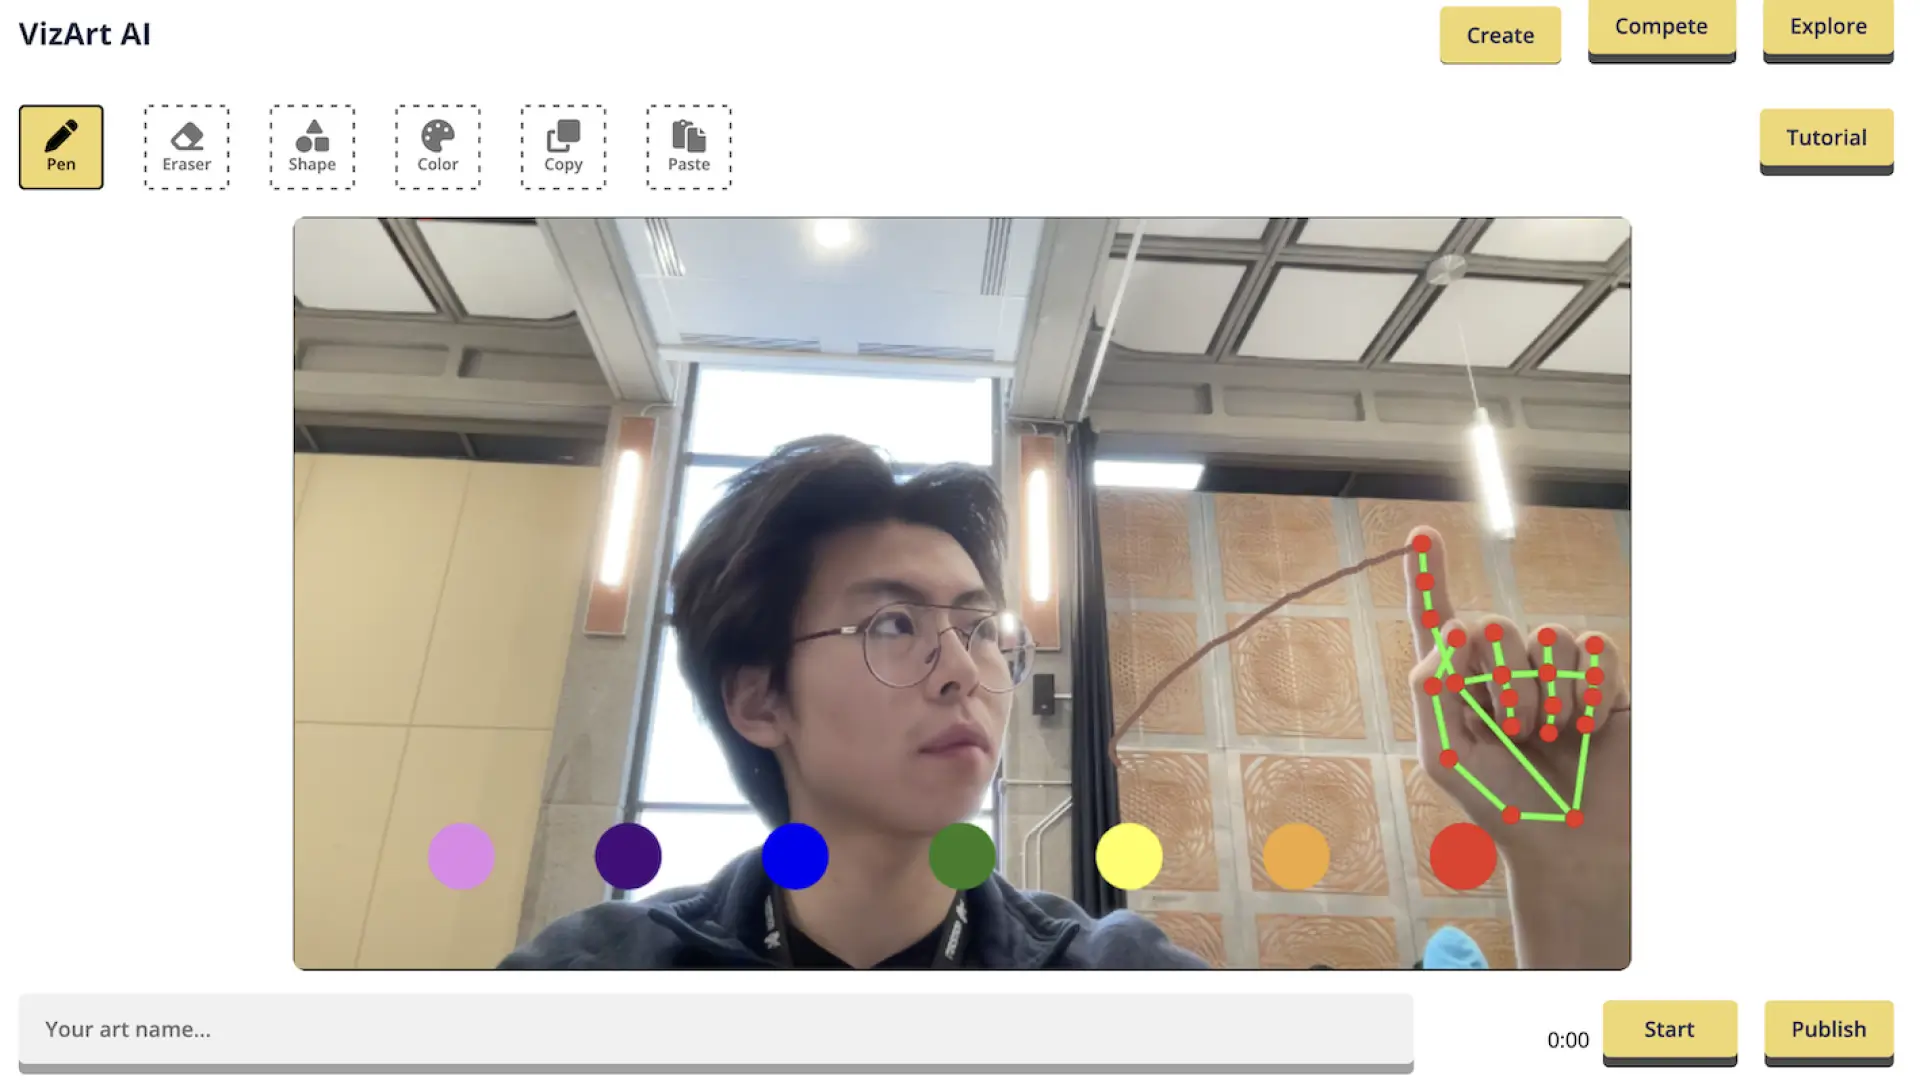 VizArt AI
Create
Compete
Explore
Pen
Eraser
Shape
Color
Copy
Paste
Tutorial
Your art name...
0:00
Start
Publish